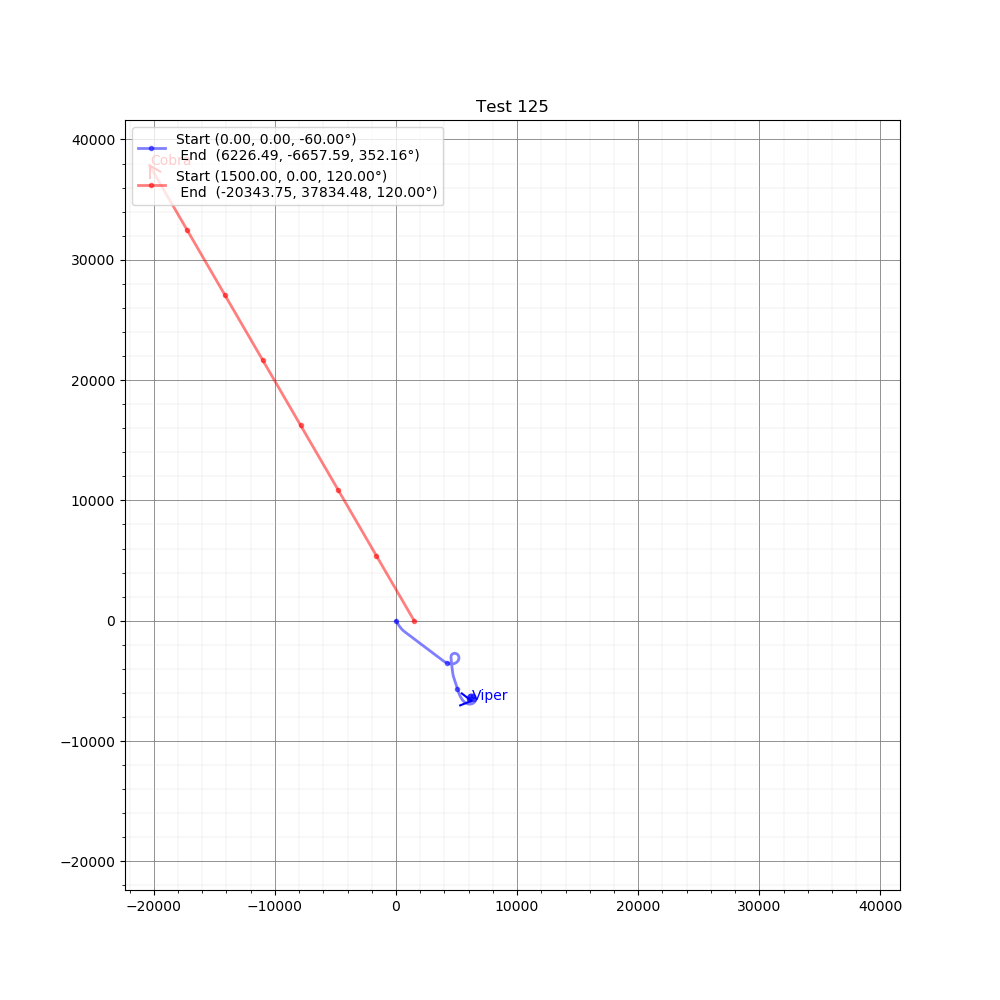 Test 125
Start (0.00, 0.00, -60.00°)
End  (6226.49, -6657.59, 352.16°)
Start (1500.00, 0.00, 120.00°)
End  (-20343.75, 37834.48, 120.00°)
Cobra
Viper
40000
30000
20000
10000
0
−10000
−20000
−20000 −10000 0 10000 20000 30000 40000